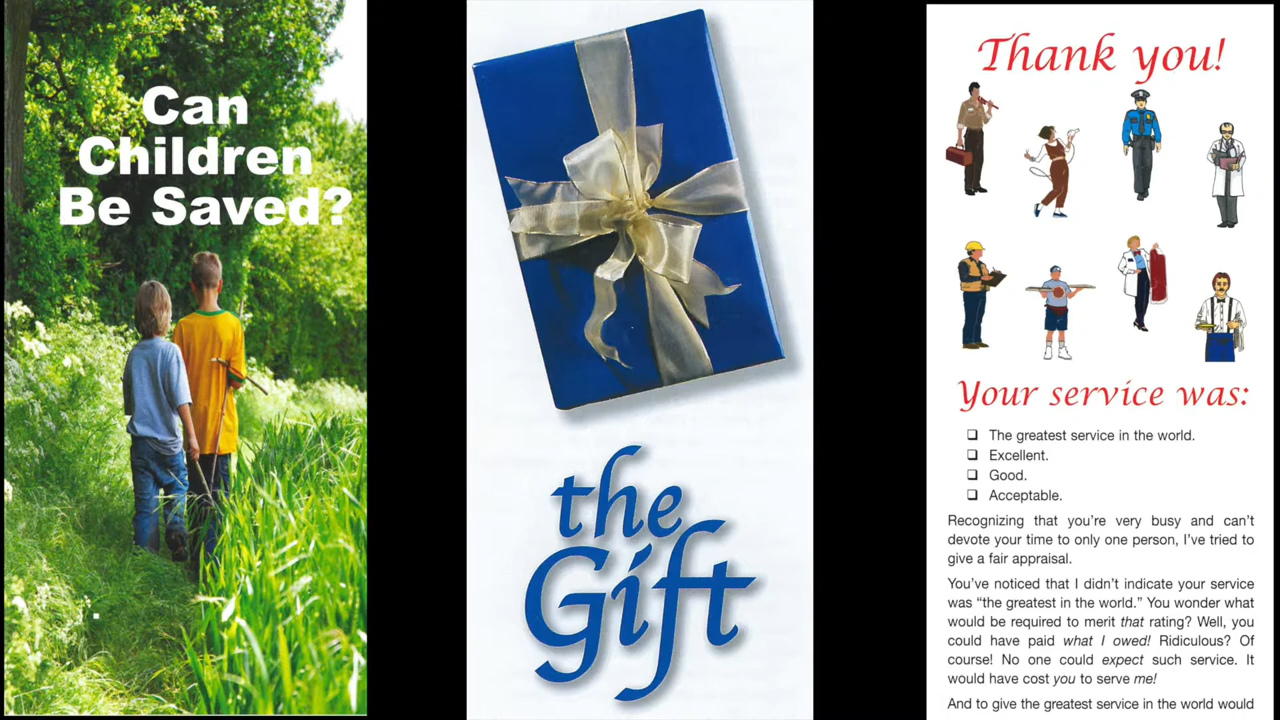 Can
Children
Be Saved?
the
Gift
Thank you!
Your service was:
❑ The greatest service in the world.
❑ Excellent.
❑ Good.
❑ Acceptable.
Recognizing that you're very busy and can't
devote your time to only one person, I've tried to
give a fair appraisal.
You've noticed that I didn't indicate your service
was “the greatest in the world.” You wonder what
would be required to merit that rating? Well, you
could have paid what I owed! Ridiculous? Of
course! No one could expect such service. It
would have cost you to serve me!
And to give the greatest service in the world would